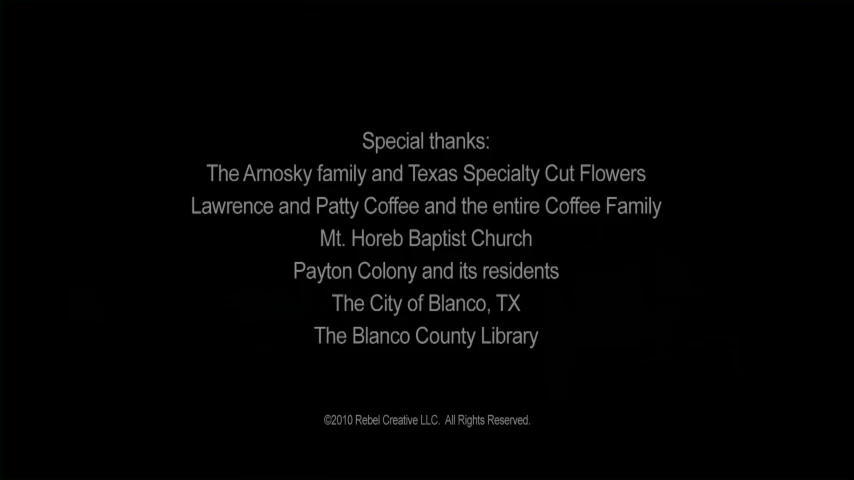 Special thanks:
The Arnosky family and Texas Specialty Cut Flowers
Lawrence and Patty Coffee and the entire Coffee Family
Mt. Horeb Baptist Church
Payton Colony and its residents
The City of Blanco, TX
The Blanco County Library
©2010 Rebel Creative LLC.  All Rights Reserved.